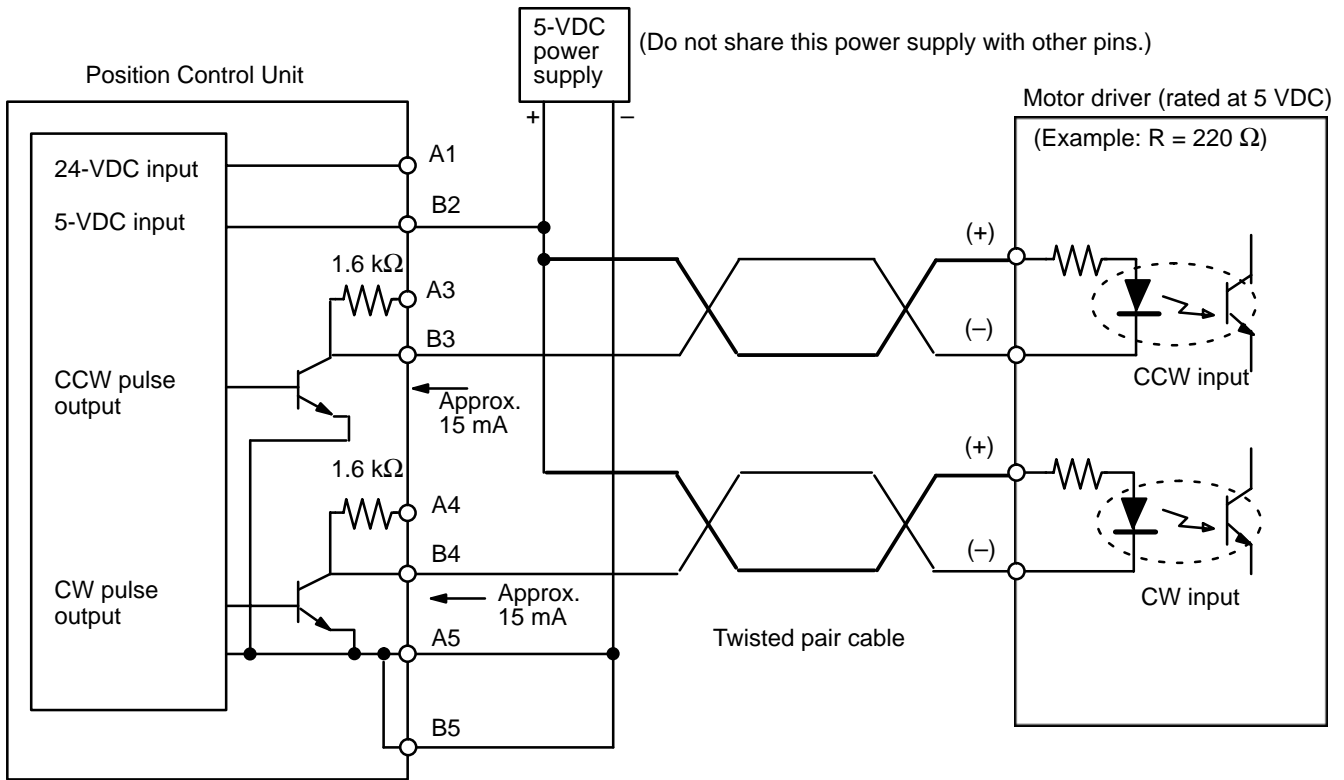 5-VDC
power
supply
(Do not share this power supply with other pins.)
Position Control Unit
+
–
Motor driver (rated at 5 VDC)
(Example: R = 220 Ω)
24-VDC input
A1
5-VDC input
B2
(+)
1.6 kΩ
A3
B3
(–)
CCW pulse
output
Approx.
15 mA
CCW input
1.6 kΩ
(+)
A4
B4
(–)
CW pulse
output
Approx.
15 mA
CW input
A5
Twisted pair cable
B5